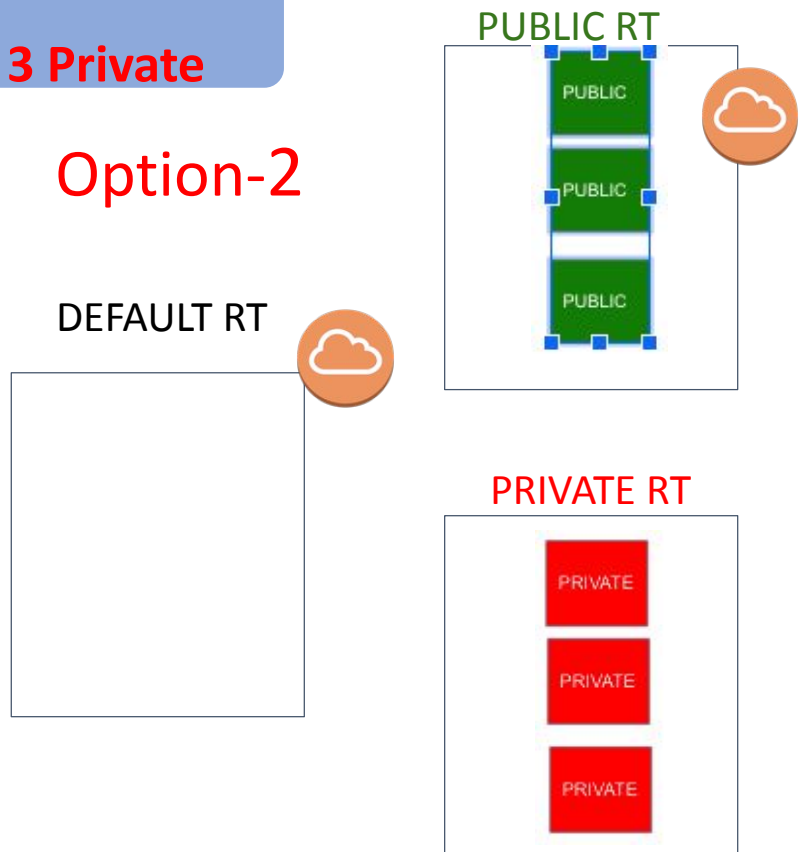 3 Private
Option-2
DEFAULT RT
PUBLIC RT
PUBLIC
PUBLIC
PUBLIC
PRIVATE RT
PRIVATE
PRIVATE
PRIVATE